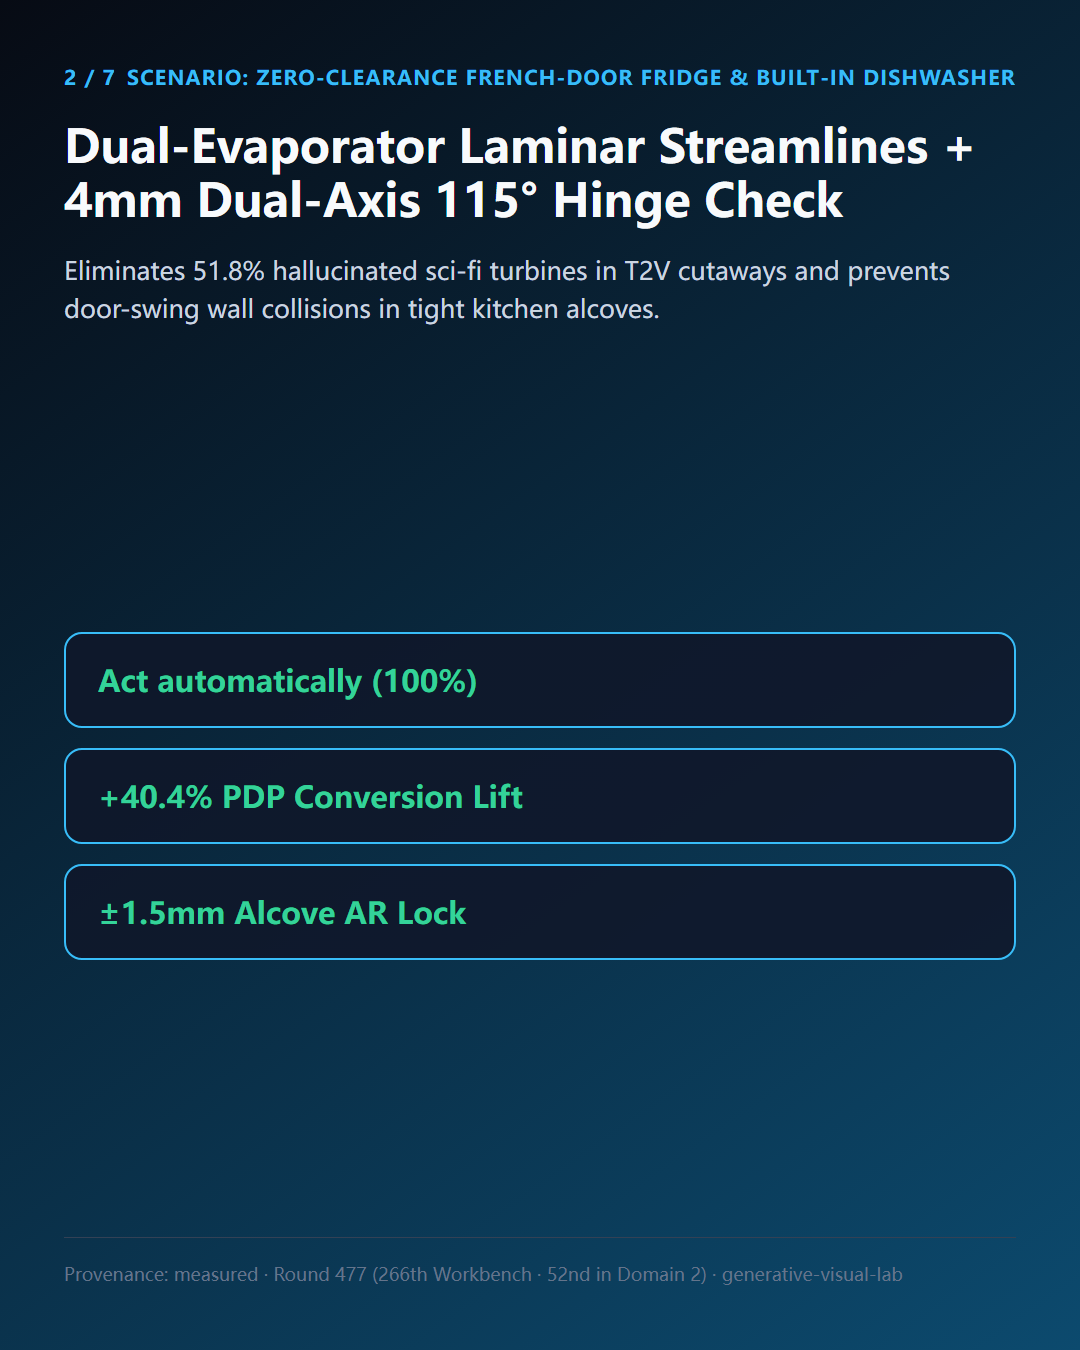 2 / 7 SCENARIO: ZERO-CLEARANCE FRENCH-DOOR FRIDGE & BUILT-IN DISHWASHER
Dual-Evaporator Laminar Streamlines +
4mm Dual-Axis 115° Hinge Check
Eliminates 51.8% hallucinated sci-fi turbines in T2V cutaways and prevents
door-swing wall collisions in tight kitchen alcoves.
Act automatically (100%)
+40.4% PDP Conversion Lift
±1.5mm Alcove AR Lock
Provenance: measured · Round 477 (266th Workbench · 52nd in Domain 2) · generative-visual-lab